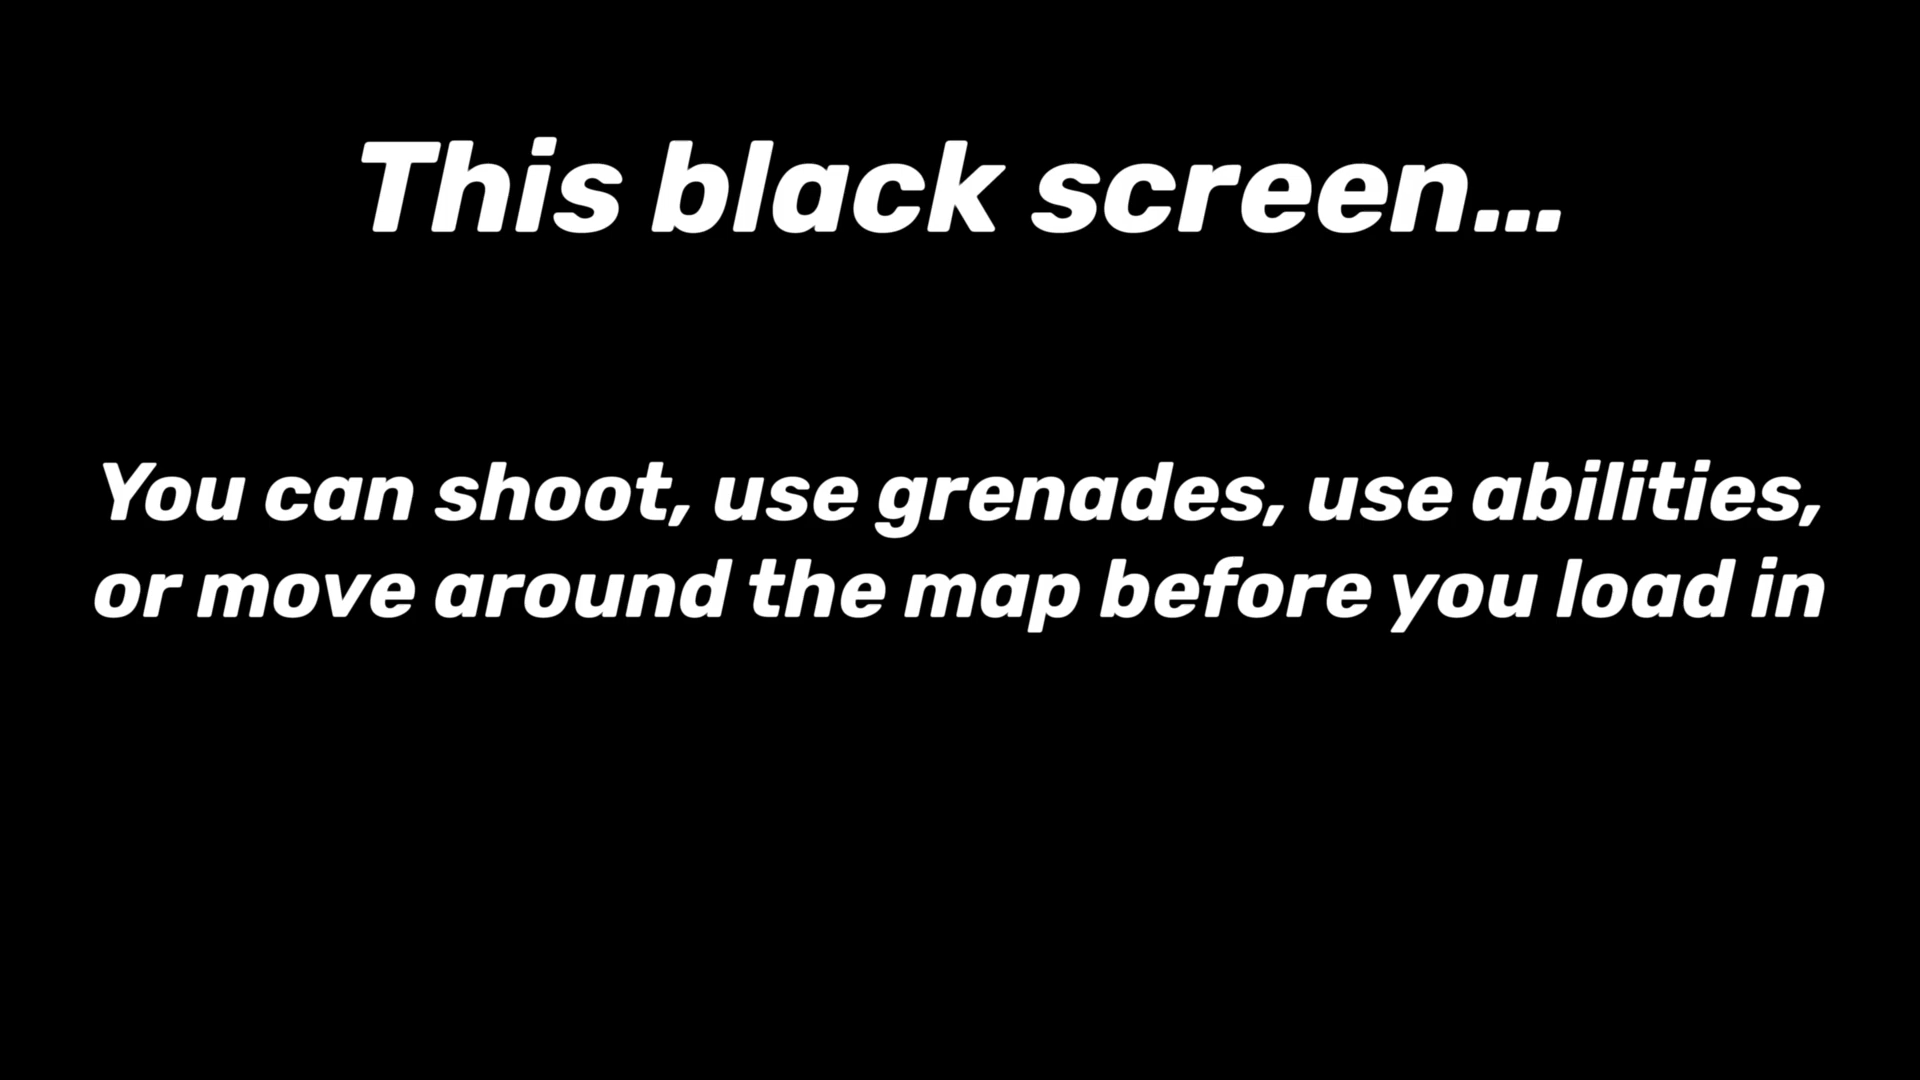 This black screen...
You can shoot, use grenades, use abilities,
or move around the map before you load in